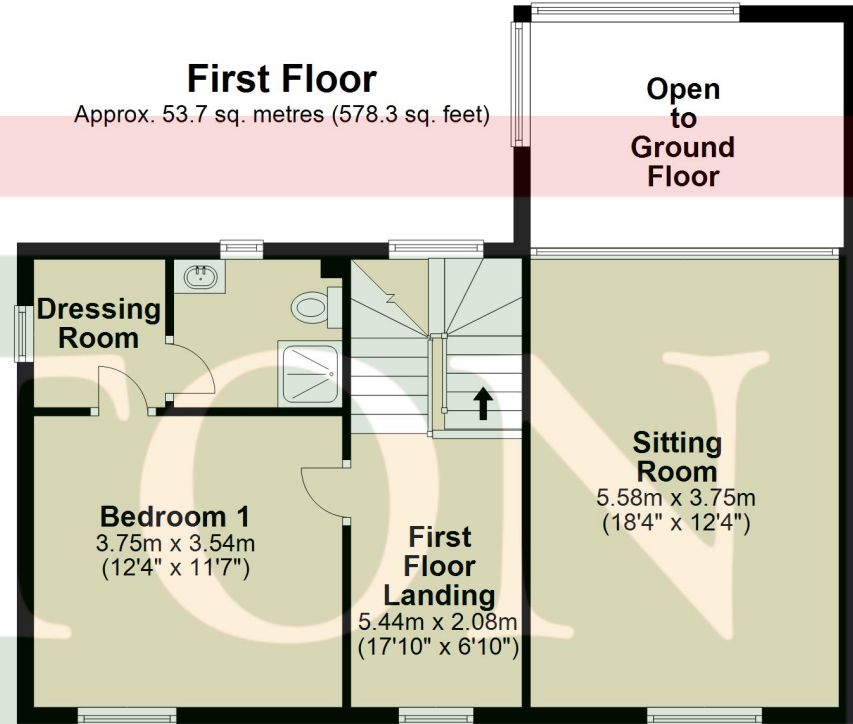 First Floor
Approx. 53.7 sq. metres (578.3 sq. feet)
Open
to
Ground
Floor
Dressing
Room
Sitting
Room
5.58m x 3.75m
(18'4" x 12'4")
Bedroom 1
3.75m x 3.54m
(12'4" x 11'7")
First
Floor
Landing
5.44m x 2.08m
(17'10" x 6'10")
TON